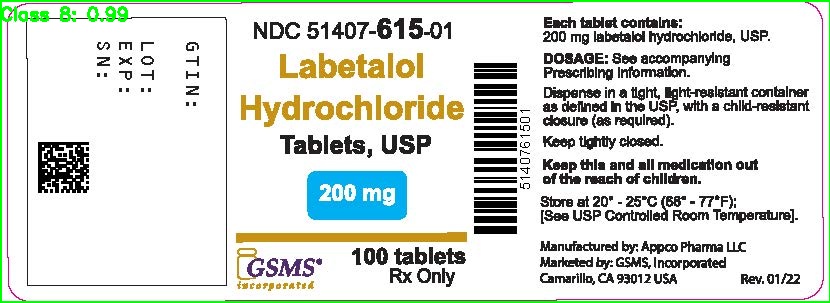 Class 8: 0.99
GTIN:
LOT:
EXP:
SN:
NDC 51407-615-01
Labetalol
Hydrochloride
Tablets, USP
200 mg
GSMS®
incorporated
100 tablets
Rx Only
5140761501
Each tablet contains:
200 mg labetalol hydrochloride, USP.
DOSAGE: See accompanying
Prescribing Information.
Dispense in a tight, light-resistant container
as defined in the USP, with a child-resistant
closure (as required).
Keep tightly closed.
Keep this and all medication out
of the reach of children.
Store at 20° - 25°C (68° - 77°F);
[See USP Controlled Room Temperature].
Manufactured by: Appco Pharma LLC
Marketed by: GSMS, Incorporated
Camarillo, CA 93012 USA Rev. 01/22